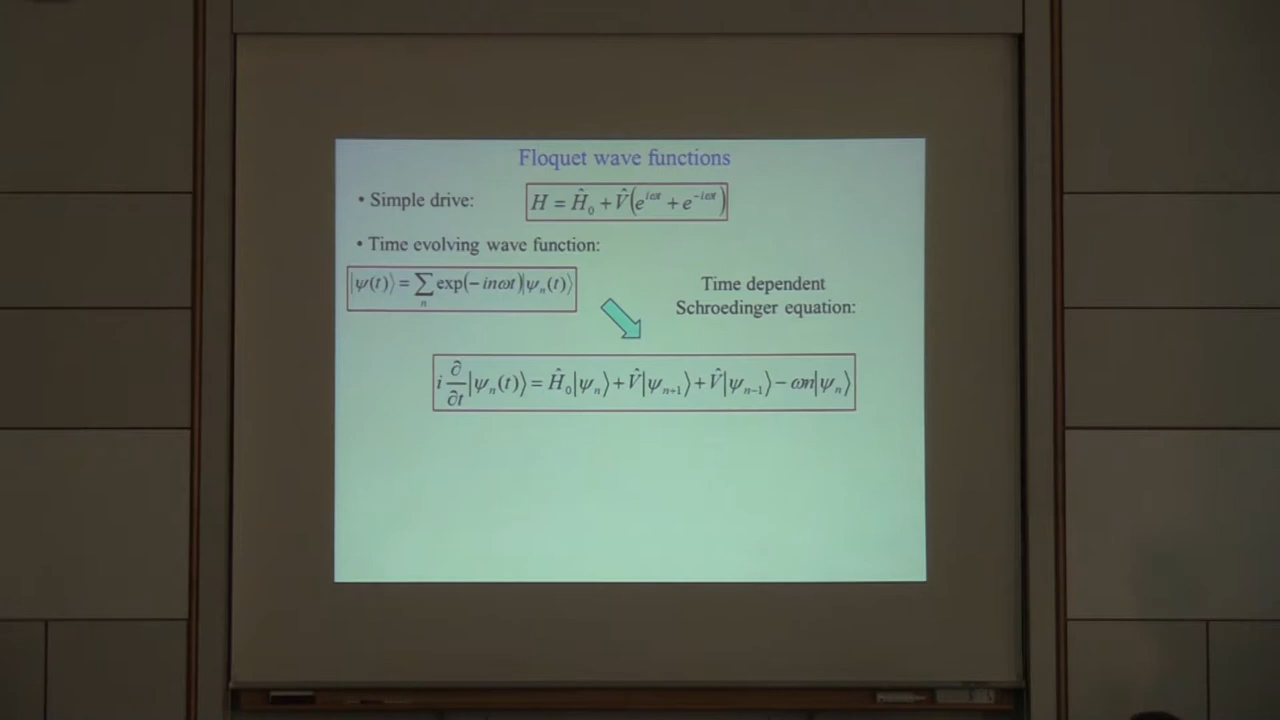 Floquet wave functions
• Simple drive:
H = Ĥ₀ + V̂(e^{iωt} + e^{-iωt})
• Time evolving wave function:
|ψ(t)⟩ = ∑ₙ exp(-inωt)|ψₙ(t)⟩
Time dependent
Schroedinger equation:
i ∂/∂t |ψₙ(t)⟩ = Ĥ₀|ψₙ⟩ + V̂|ψₙ₊₁⟩ + V̂|ψₙ₋₁⟩ - ωn|ψₙ⟩